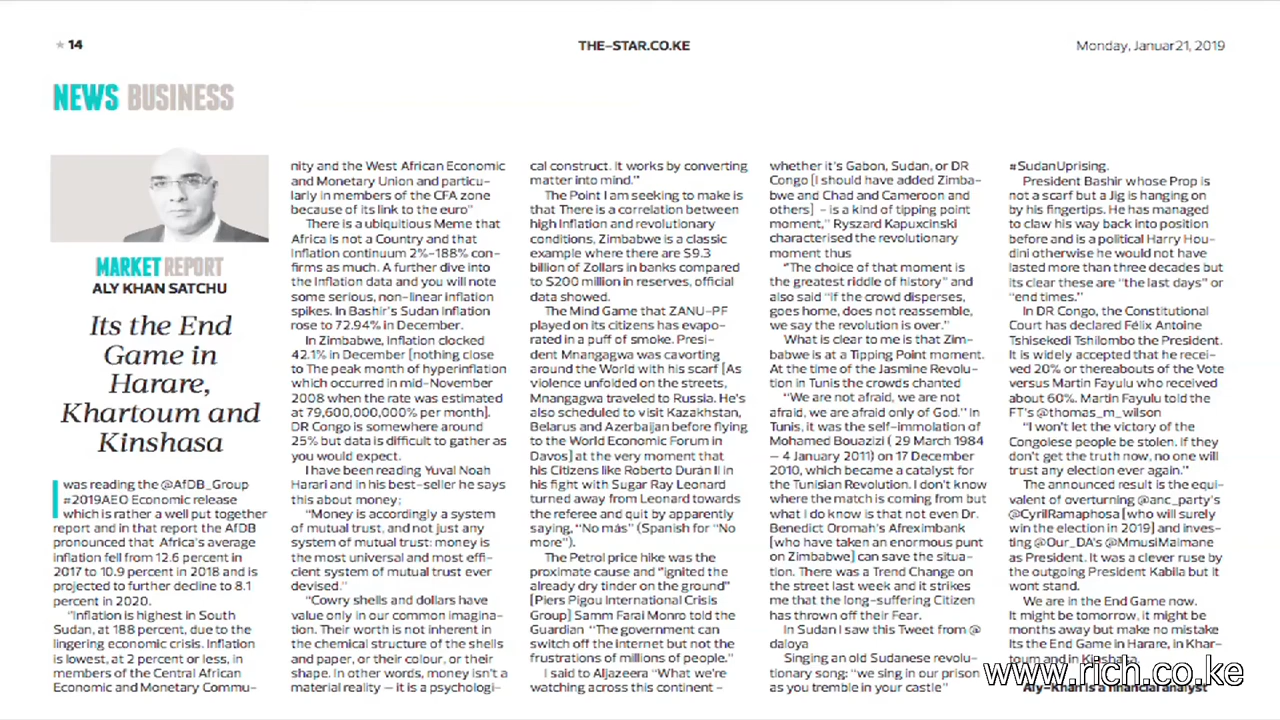 ★ 14
THE-STAR.CO.KE
Monday, Januar21, 2019
NEWS BUSINESS
MARKET REPORT
ALY KHAN SATCHU
Its the End
Game in
Harare,
Khartoum and
Kinshasa
I was reading the @AfDB_Group
#2019AEO Economic release
which is rather a well put together
report and in that report the AfDB
pronounced that Africa's average
inflation fell from 12.6 percent in
2017 to 10.9 percent in 2018 and is
projected to further decline to 8.1
percent in 2020.
"Inflation is highest in South
Sudan, at 188 percent, due to the
lingering economic crisis. Inflation
is lowest, at 2 percent or less, in
members of the Central African
Economic and Monetary Commu-
nity and the West African Economic
and Monetary Union and particu-
larly in members of the CFA zone
because of its link to the euro"
There is a ubiquitious Meme that
Africa is not a Country and that
Inflation continuum 2%-188% con-
firms as much. A further dive into
the Inflation data and you will note
some serious, non-linear inflation
spikes. In Bashir's Sudan Inflation
rose to 72.94% in December.
In Zimbabwe, Inflation clocked
42.1% in December [nothing close
to The peak month of hyperinflation
which occurred in mid-November
2008 when the rate was estimated
at 79,600,000,000% per month].
DR Congo is somewhere around
25% but data is difficult to gather as
you would expect.
I have been reading Yuval Noah
Harari and in his best-seller he says
this about money;
"Money is accordingly a system
of mutual trust, and not just any
system of mutual trust: money is
the most universal and most effi-
cient system of mutual trust ever
devised."
"Cowry shells and dollars have
value only in our common imagina-
tion. Their worth is not inherent in
the chemical structure of the shells
and paper, or their colour, or their
shape. In other words, money isn't a
material reality – it is a psychologi-
cal construct. It works by converting
matter into mind."
The Point I am seeking to make is
that There is a correlation between
high Inflation and revolutionary
conditions, Zimbabwe is a classic
example where there are $9.3
billion of Zollars in banks compared
to $200 million in reserves, official
data showed.
The Mind Game that ZANU-PF
played on its citizens has evapo-
rated in a puff of smoke. Presi-
dent Mnangagwa was cavorting
around the World with his scarf [As
violence unfolded on the streets,
Mnangagwa traveled to Russia. He's
also scheduled to visit Kazakhstan,
Belarus and Azerbaijan before flying
to the World Economic Forum in
Davos] at the very moment that
his Citizens like Roberto Durán II in
his fight with Sugar Ray Leonard
turned away from Leonard towards
the referee and quit by apparently
saying, "No más" (Spanish for "No
more").
The Petrol price hike was the
proximate cause and "ignited the
already dry tinder on the ground"
[Piers Pigou International Crisis
Group] Samm Farai Monro told the
Guardian "The government can
switch off the internet but not the
frustrations of millions of people."
I said to AlJazeera "What we're
watching across this continent –
whether it's Gabon, Sudan, or DR
Congo [I should have added Zimba-
bwe and Chad and Cameroon and
others] – is a kind of tipping point
moment," Ryszard Kapuxcinski
characterised the revolutionary
moment thus
"The choice of that moment is
the greatest riddle of history" and
also said "If the crowd disperses,
goes home, does not reassemble,
we say the revolution is over."
What is clear to me is that Zim-
babwe is at a Tipping Point moment.
At the time of the Jasmine Revolu-
tion in Tunis the crowds chanted
"We are not afraid, we are not
afraid, we are afraid only of God." In
Tunis, it was the self-immolation of
Mohamed Bouazizi ( 29 March 1984
– 4 January 2011) on 17 December
2010, which became a catalyst for
the Tunisian Revolution. I don't know
where the match is coming from but
what I do know is that not even Dr.
Benedict Oromah's Afreximbank
[who have taken an enormous punt
on Zimbabwe] can save the situa-
tion. There was a Trend Change on
the street last week and it strikes
me that the long-suffering Citizen
has thrown off their Fear.
In Sudan I saw this Tweet from @
daloya
Singing an old Sudanese revolu-
tionary song: "we sing in our prison
as you tremble in your castle"
#SudanUprising.
President Bashir whose Prop is
not a scarf but a Jig is hanging on
by his fingertips. He has managed
to claw his way back into position
before and is a political Harry Hou-
dini otherwise he would not have
lasted more than three decades but
its clear these are "the last days" or
"end times."
In DR Congo, the Constitutional
Court has declared Félix Antoine
Tshisekedi Tshilombo the President.
It is widely accepted that he recei-
ved 20% or thereabouts of the Vote
versus Martin Fayulu who received
about 60%. Martin Fayulu told the
FT's @thomas_m_wilson
"I won't let the victory of the
Congolese people be stolen. If they
don't get the truth now, no one will
trust any election ever again."
The announced result is the equi-
valent of overturning @anc_party's
@CyrilRamaphosa [who will surely
win the election in 2019] and inves-
ting @Our_DA's @MmusiMaimane
as President. It was a clever ruse by
the outgoing President Kabila but it
wont stand.
We are in the End Game now.
It might be tomorrow, it might be
months away but make no mistake
Its the End Game in Harare, in Khar-
toum and in Kinshasa.
Aly-Khan is a financial analyst
www.rich.co.ke